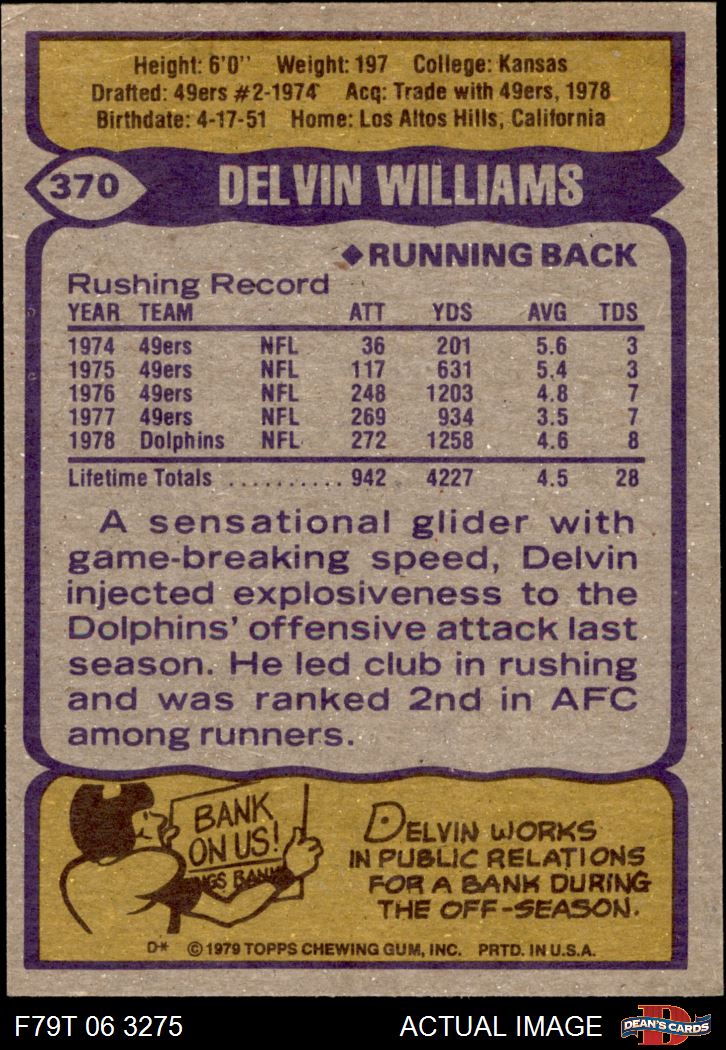 Height: 6'0" Weight: 197 College: Kansas
Drafted: 49ers #2-1974 Acq: Trade with 49ers, 1978
Birthdate: 4-17-51 Home: Los Altos Hills, California
370 DELVIN WILLIAMS
◆RUNNING BACK
Rushing Record
YEAR TEAM ATT YDS AVG TDS
1974 49ers NFL 36 201 5.6 3
1975 49ers NFL 117 631 5.4 3
1976 49ers NFL 248 1203 4.8 7
1977 49ers NFL 269 934 3.5 7
1978 Dolphins NFL 272 1258 4.6 8
Lifetime Totals .......... 942 4227 4.5 28
A sensational glider with
game-breaking speed, Delvin
injected explosiveness to the
Dolphins' offensive attack last
season. He led club in rushing
and was ranked 2nd in AFC
among runners.
BANK
ON US!
NGS BANK
DELVIN WORKS
IN PUBLIC RELATIONS
FOR A BANK DURING
THE OFF-SEASON.
D* © 1979 TOPPS CHEWING GUM, INC. PRTD. IN U.S.A.
F79T 06 3275 ACTUAL IMAGE D DEAN'S CARDS